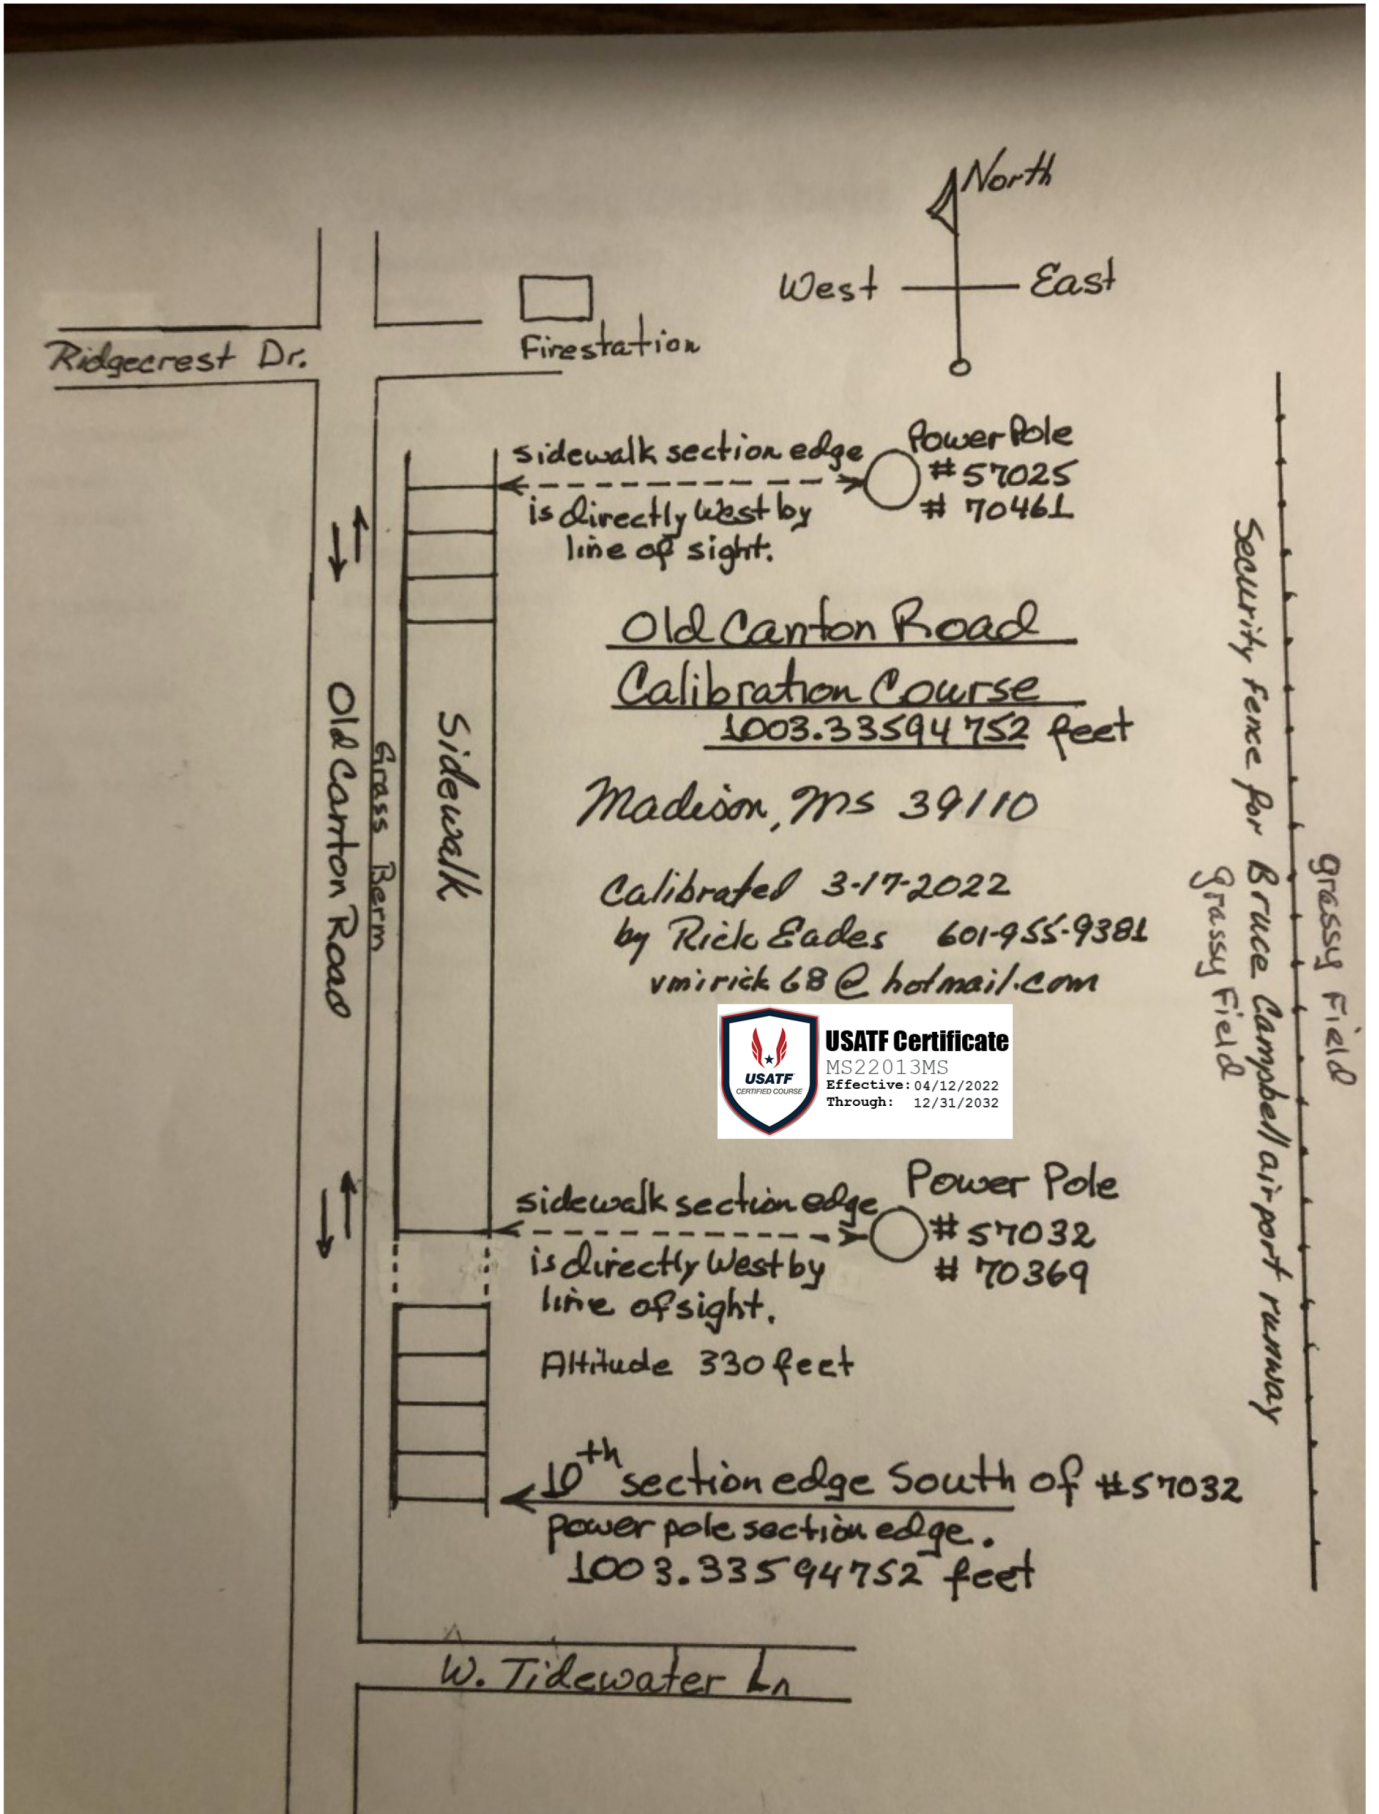 North
West
East
Firestation
Ridgecrest Dr.
sidewalk section edge
is directly West by
line of sight.
Power Pole
# 57025
# 70461
Old Canton Road
Calibration Course
1003.33594752 feet
Madison, MS 39110
Calibrated 3-17-2022
by Rick Eades 601-955-9381
vmirick68@hotmail.com
Old Canton Road
Grass Berm
Sidewalk
Security Fence for Bruce Campbell airport runway
grassy Field
grassy Field
USATF Certificate
MS22013MS
Effective: 04/12/2022
Through: 12/31/2032
USATF
CERTIFIED COURSE
sidewalk section edge
is directly West by
line of sight.
Power Pole
# 57032
# 70369
Altitude 330 feet
10th section edge South of #57032
power pole section edge.
1003.33594752 feet
W. Tidewater Ln